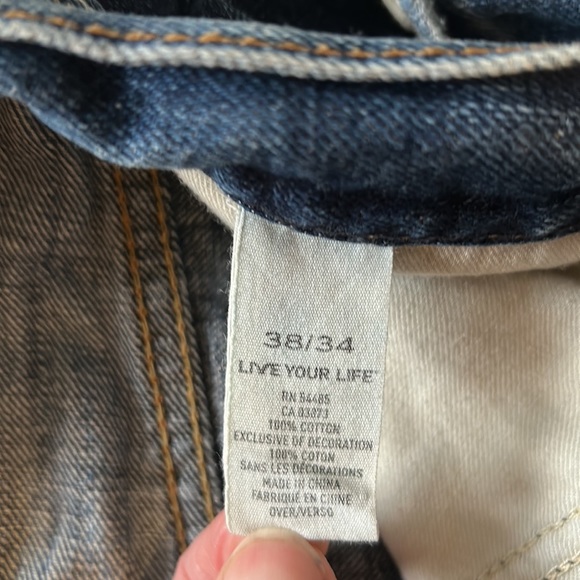 38/34
LIVE YOUR LIFE™
RN 54485
CA 03873
100% COTTON
EXCLUSIVE OF DECORATION
100% COTON
SANS LES DÉCORATIONS
MADE IN CHINA
FABRIQUÉ EN CHINE
OVER/VERSO